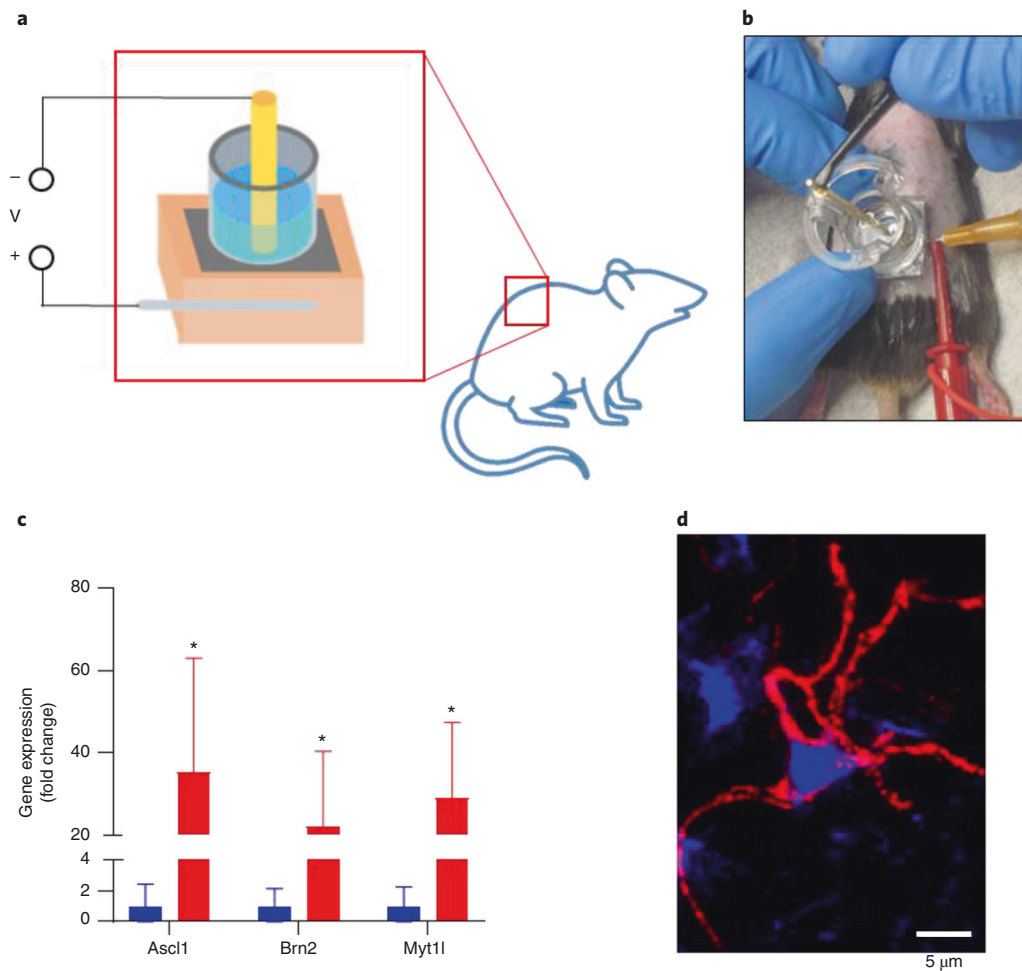 a
b
−
V
+
c
d
80
60
40
20
4
2
0
Gene expression
(fold change)
*
*
*
Ascl1
Brn2
Myt1l
5 μm